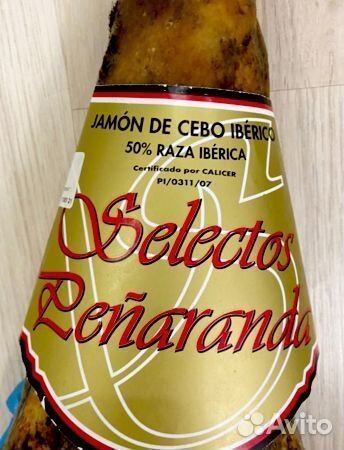 JAMÓN DE CEBO IBÉRICO
50% RAZA IBÉRICA
Certificado por CALICER
PI/0311/07
Selectos
Peñaranda
Avito